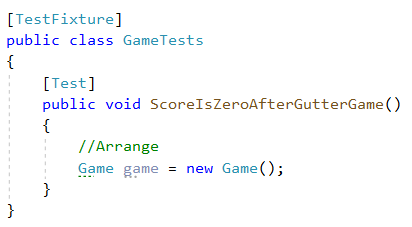 [TestFixture]
public class GameTests
{
    [Test]
    public void ScoreIsZeroAfterGutterGame()
    {
        //Arrange
        Game game = new Game();
    }
}